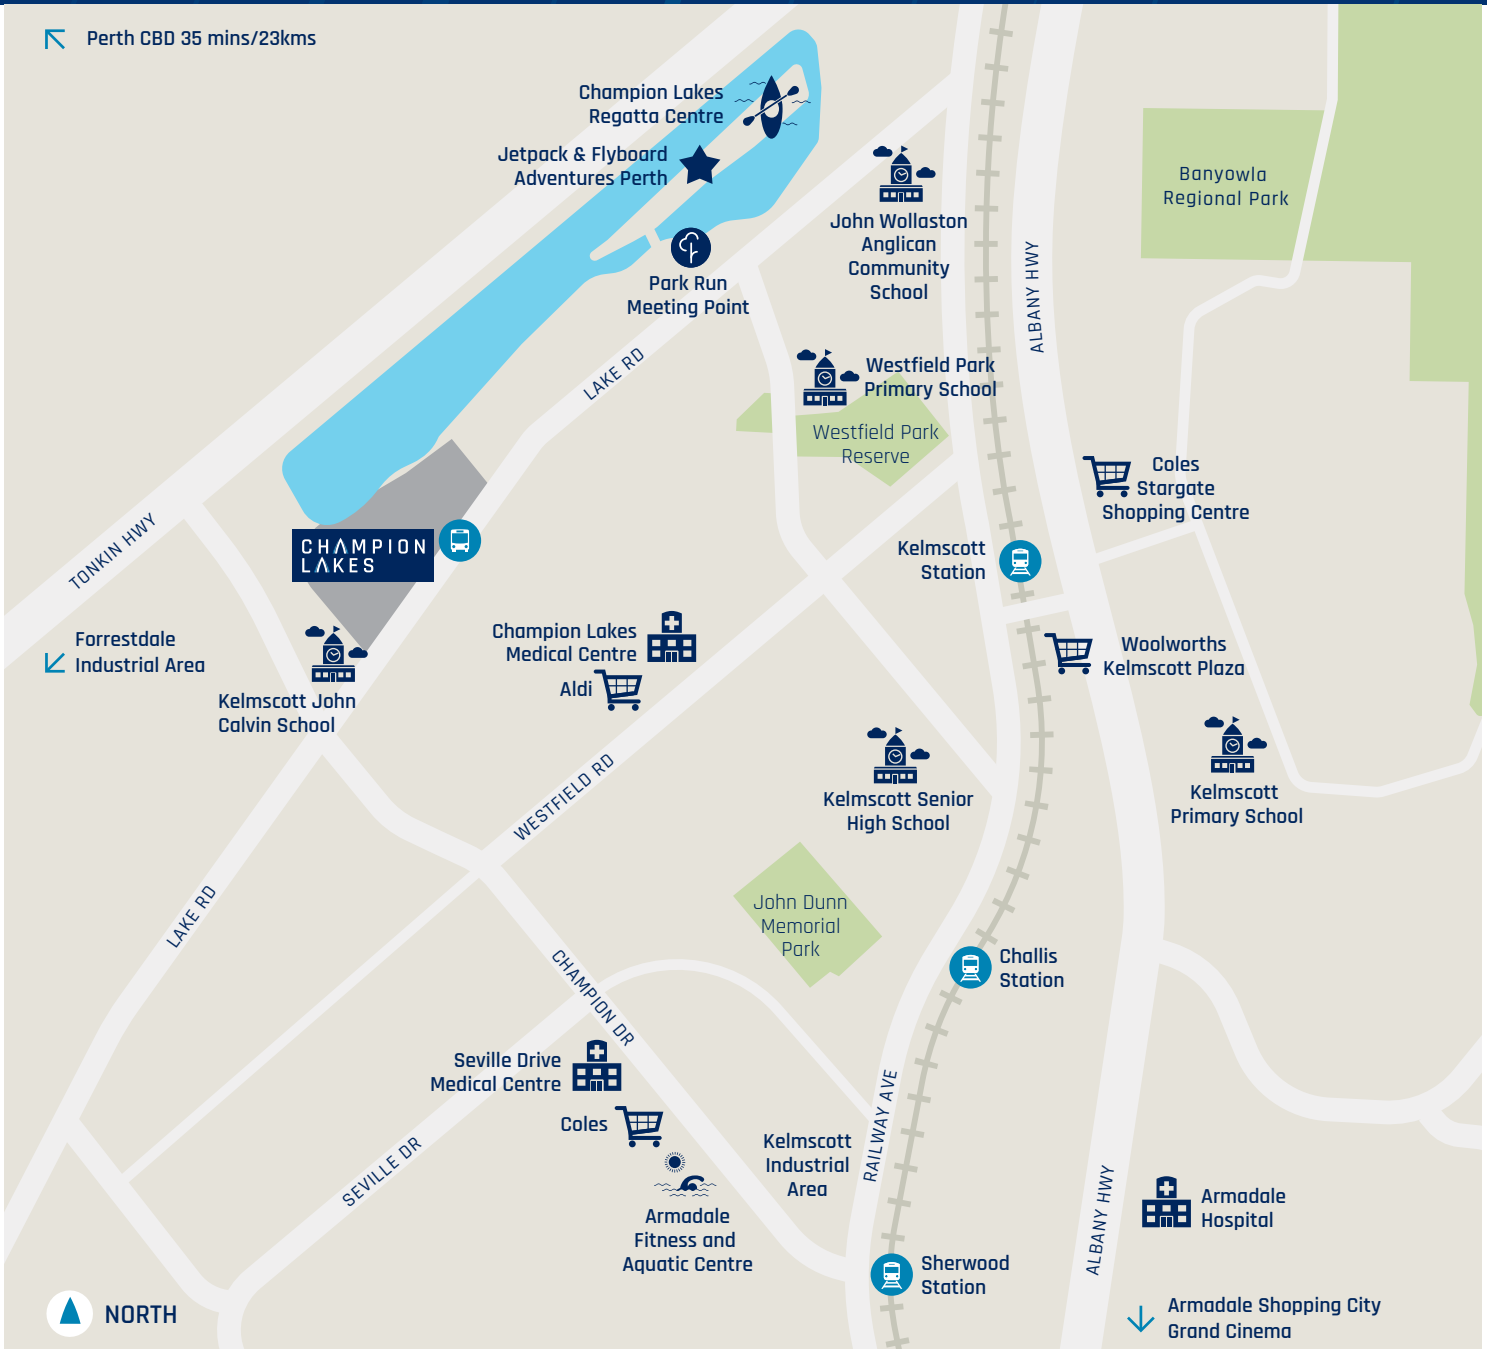 Perth CBD 35 mins/23kms
Champion Lakes
Regatta Centre
Jetpack & Flyboard
Adventures Perth
Park Run
Meeting Point
John Wollaston
Anglican
Community
School
Banyowla
Regional Park
ALBANY HWY
LAKE RD
Westfield Park
Primary School
Westfield Park
Reserve
Coles
Stargate
Shopping Centre
TONKIN HWY
CHAMPION
LAKES
Kelmscott
Station
Forrestdale
Industrial Area
Champion Lakes
Medical Centre
Aldi
Woolworths
Kelmscott Plaza
Kelmscott John
Calvin School
WESTFIELD RD
Kelmscott Senior
High School
Kelmscott
Primary School
LAKE RD
John Dunn
Memorial
Park
CHAMPION DR
Challis
Station
Seville Drive
Medical Centre
Coles
RAILWAY AVE
Kelmscott
Industrial
Area
SEVILLE DR
ALBANY HWY
Armadale
Hospital
Armadale
Fitness and
Aquatic Centre
Sherwood
Station
NORTH
Armadale Shopping City
Grand Cinema